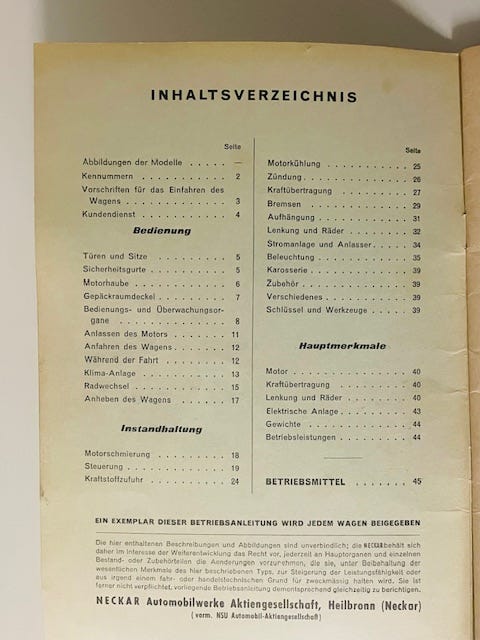 INHALTSVERZEICHNIS
Seite
Abbildungen der Modelle . . . . . —
Kennummern . . . . . . . . . . 2
Vorschriften für das Einfahren des
Wagens . . . . . . . . . . . 3
Kundendienst . . . . . . . . . . 4
Bedienung
Türen und Sitze . . . . . . . . . 5
Sicherheitsgurte . . . . . . . . . 5
Motorhaube . . . . . . . . . . 6
Gepäckraumdeckel . . . . . . . . 7
Bedienungs- und Überwachungsor-
gane . . . . . . . . . . . . 8
Anlassen des Motors . . . . . . . 11
Anfahren des Wagens . . . . . . . 12
Während der Fahrt . . . . . . . . 12
Klima-Anlage . . . . . . . . . . 13
Radwechsel . . . . . . . . . . 15
Anheben des Wagens . . . . . . . 17
Instandhaltung
Motorschmierung . . . . . . . . . 18
Steuerung . . . . . . . . . . . 19
Kraftstoffzufuhr . . . . . . . . . 24
Seite
Motorkühlung . . . . . . . . . . 25
Zündung . . . . . . . . . . . . 26
Kraftübertragung . . . . . . . . . 27
Bremsen . . . . . . . . . . . . 29
Aufhängung . . . . . . . . . . . 31
Lenkung und Räder . . . . . . . . 32
Stromanlage und Anlasser . . . . . 34
Beleuchtung . . . . . . . . . . . 35
Karosserie . . . . . . . . . . . 39
Zubehör . . . . . . . . . . . . 39
Verschiedenes . . . . . . . . . . 39
Schlüssel und Werkzeuge . . . . . . 39
Hauptmerkmale
Motor . . . . . . . . . . . . . 40
Kraftübertragung . . . . . . . . . 40
Lenkung und Räder . . . . . . . . 40
Elektrische Anlage . . . . . . . . 43
Gewichte . . . . . . . . . . . . 44
Betriebsleistungen . . . . . . . . 44
BETRIEBSMITTEL . . . . . . . 45
EIN EXEMPLAR DIESER BETRIEBSANLEITUNG WIRD JEDEM WAGEN BEIGEGEBEN
Die hier enthaltenen Beschreibungen und Abbildungen sind unverbindlich; die NECKAR behält sich
daher im Interesse der Weiterentwicklung das Recht vor, jederzeit an Hauptorganen und einzelnen
Bestand- oder Zubehörteilen die Aenderungen vorzunehmen, die sie, unter Beibehaltung der
wesentlichen Merkmale des hier beschriebenen Typs, zur Steigerung der Leistungsfähigkeit oder
aus irgend einem fahr- oder handelstechnischen Grund für zweckmässig halten wird. Sie ist
ferner nicht verpflichtet, vorliegende Betriebsanleitung dementsprechend gleichzeitig zu berichtigen.
NECKAR Automobilwerke Aktiengesellschaft, Heilbronn (Neckar)
(vorm. NSU Automobil-Aktiengesellschaft)